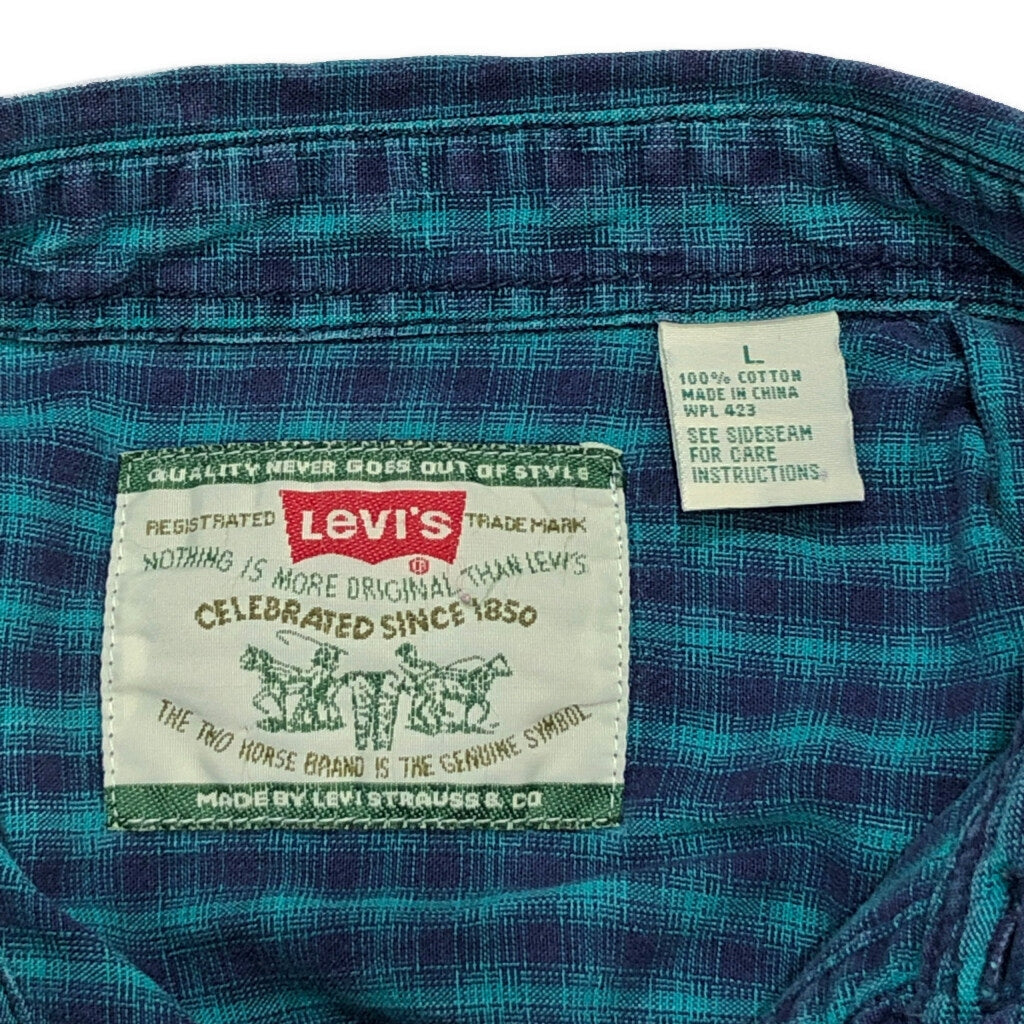 QUALITY NEVER GOES OUT OF STYLE
REGISTRATED LEVI'S TRADEMARK
®
NOTHING IS MORE ORIGINAL THAN LEVI'S
CELEBRATED SINCE 1850
THE TWO HORSE BRAND IS THE GENUINE SYMBOL
MADE BY LEVI STRAUSS & CO
L
100% COTTON
MADE IN CHINA
WPL 423
SEE SIDESEAM
FOR CARE
INSTRUCTIONS